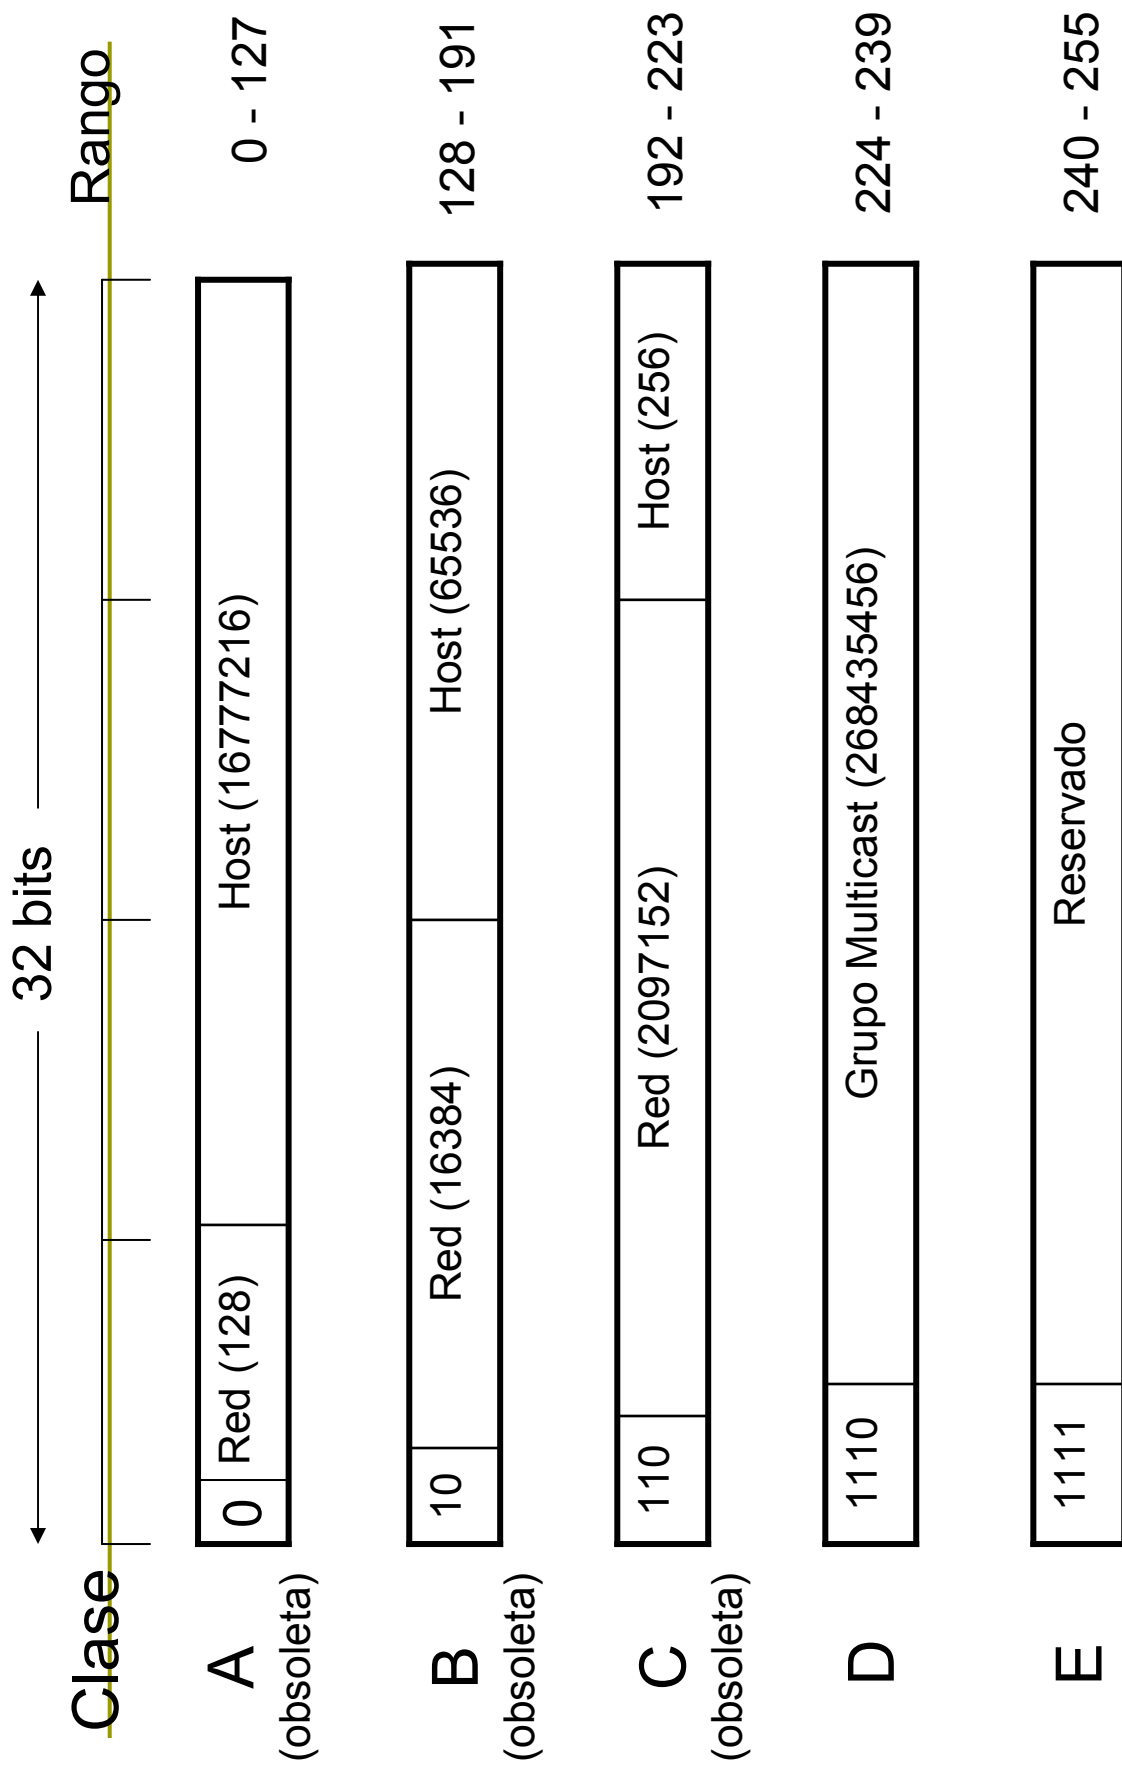 32 bits
Clase Rango
A 0 Red (128) Host (16777216) 0 - 127
(obsoleta)
B 10 Red (16384) Host (65536) 128 - 191
(obsoleta)
C 110 Red (2097152) Host (256) 192 - 223
(obsoleta)
D 1110 Grupo Multicast (268435456) 224 - 239
E 1111 Reservado 240 - 255